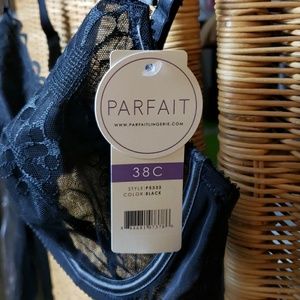 PARFAIT
WWW.PARFAITLINGERIE.COM
38C
STYLE P5332
COLOR BLACK